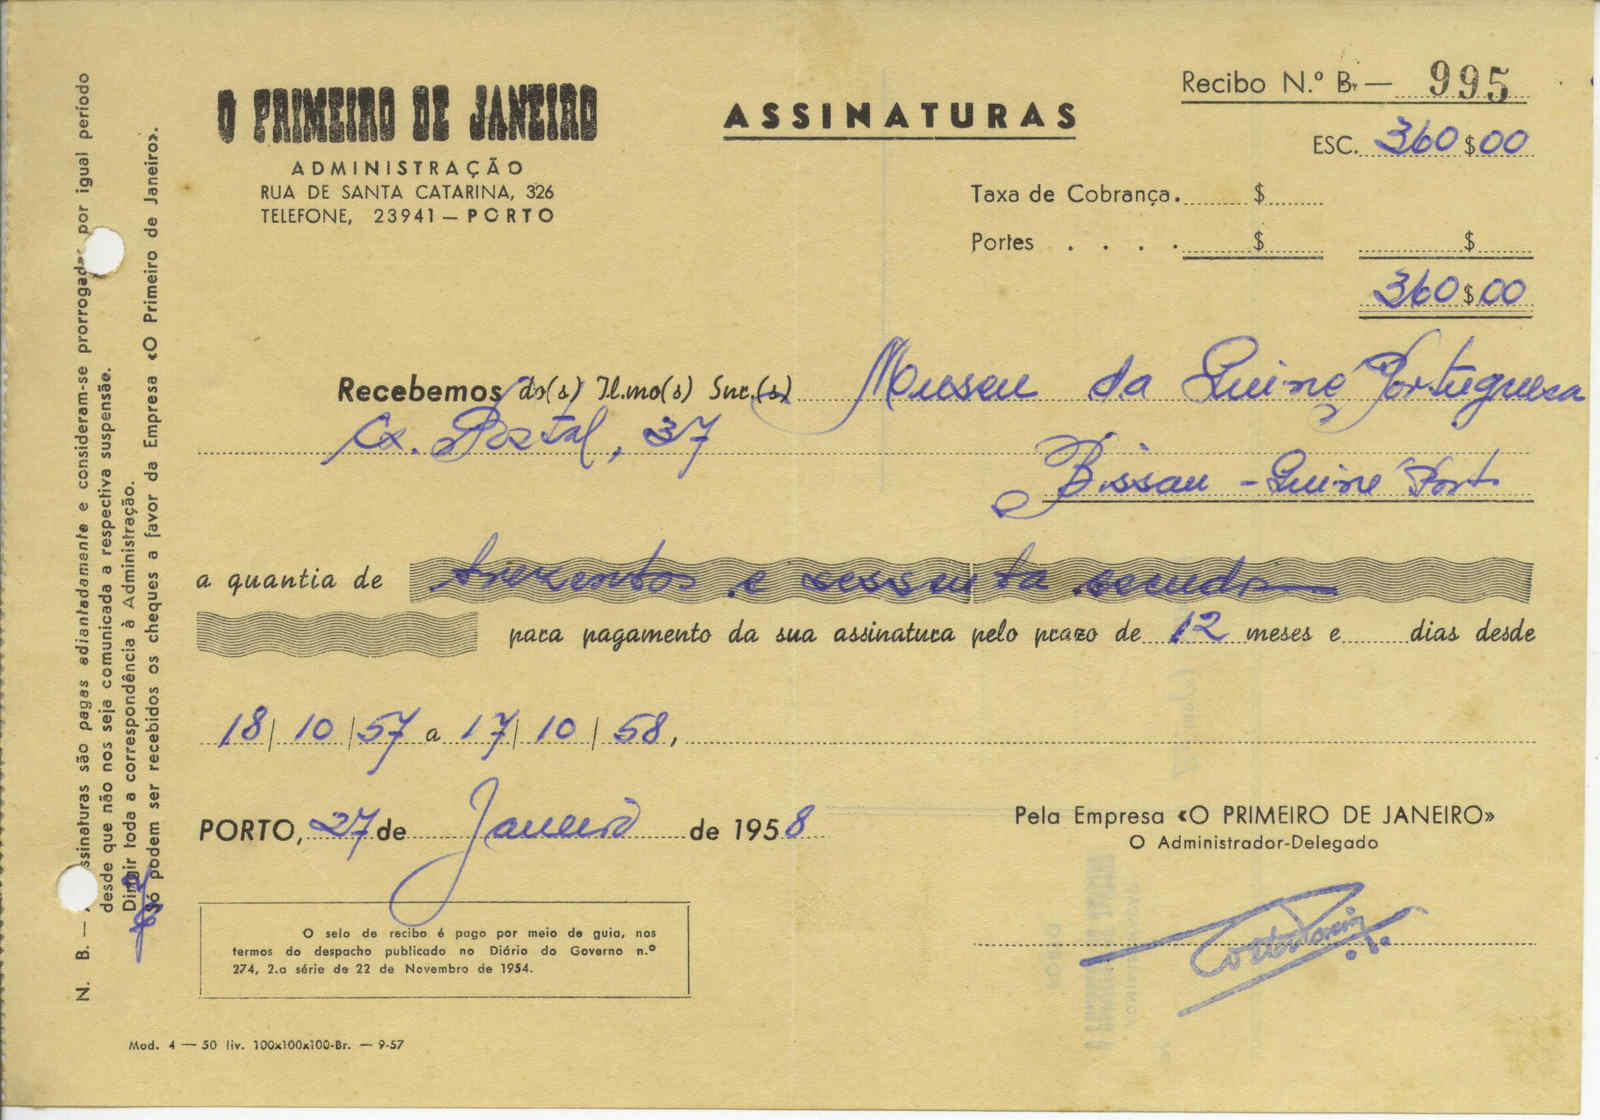 O PRIMEIRO DE JANEIRO
ADMINISTRAÇÃO
RUA DE SANTA CATARINA, 326
TELEFONE, 23941 — PORTO
ASSINATURAS
Recibo N.º Br — 995
ESC. 360$00
Taxa de Cobrança. $
Portes . . . . $ $
360$00
Recebemos do(s) Il.mo(s) Snr.(s) Mouseu da Guiné Portuguesa
Cx. Postal, 37
Bissau - Guiné Port.
a quantia de trezentos e sessenta escudos
para pagamento da sua assinatura pelo prazo de 12 meses e dias desde
18/10/57 a 17/10/58,
PORTO, 27 de Janeiro de 1958
Pela Empresa «O PRIMEIRO DE JANEIRO»
O Administrador-Delegado
O selo de recibo é pago por meio de guia, nos
termos do despacho publicado no Diário do Governo n.º
274, 2.a série de 22 de Novembro de 1954.
Mod. 4 — 50 liv. 100x100x100-Br. — 9-57
N. B. — Assinaturas são pagas adiantadamente e consideram-se prorrogadas por igual período
desde que não nos seja comunicada a respectiva suspensão.
Dirigir toda a correspondência à Administração.
Só podem ser recebidos os cheques a favor da Empresa «O Primeiro de Janeiro».